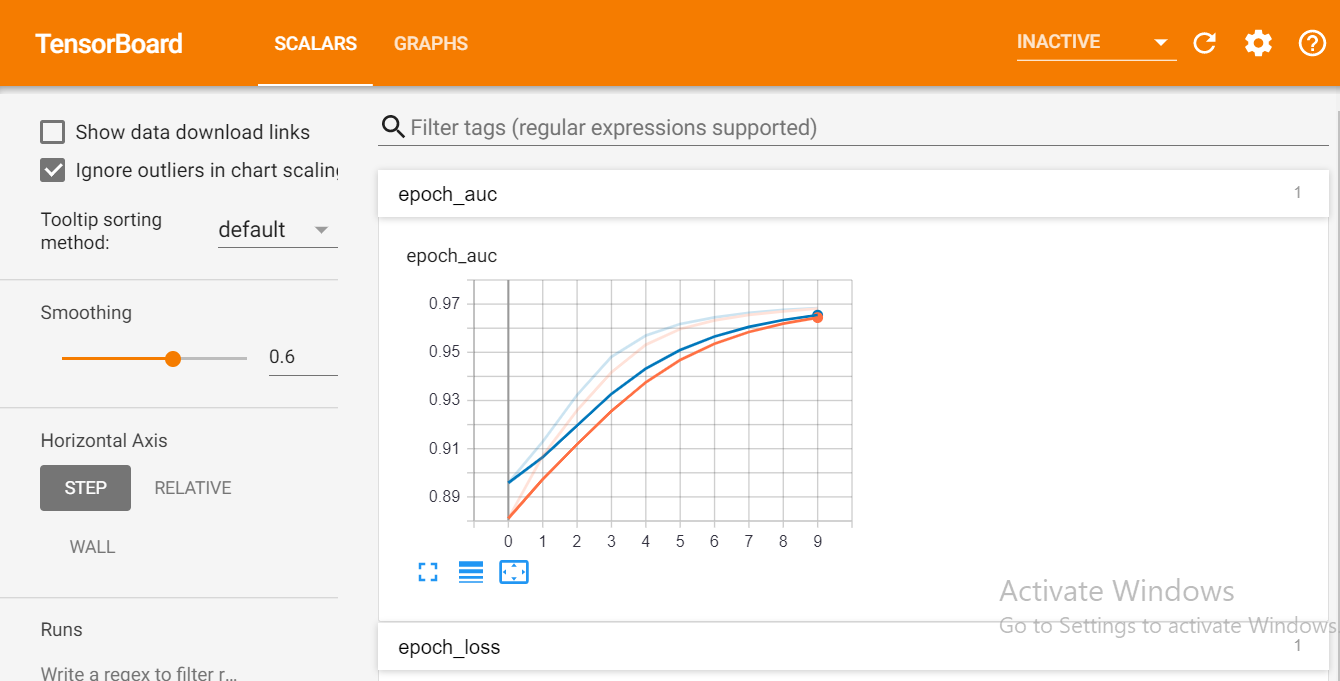 TensorBoard SCALARS GRAPHS INACTIVE
Show data download links
Ignore outliers in chart scaling
Tooltip sorting
method:
default
Smoothing
0.6
Horizontal Axis
STEP RELATIVE
WALL
Runs
Write a regex to filter r...
Filter tags (regular expressions supported)
epoch_auc 1
epoch_auc
0.97
0.95
0.93
0.91
0.89
0 1 2 3 4 5 6 7 8 9
Activate Windows
Go to Settings to activate Windows.
epoch_loss 1